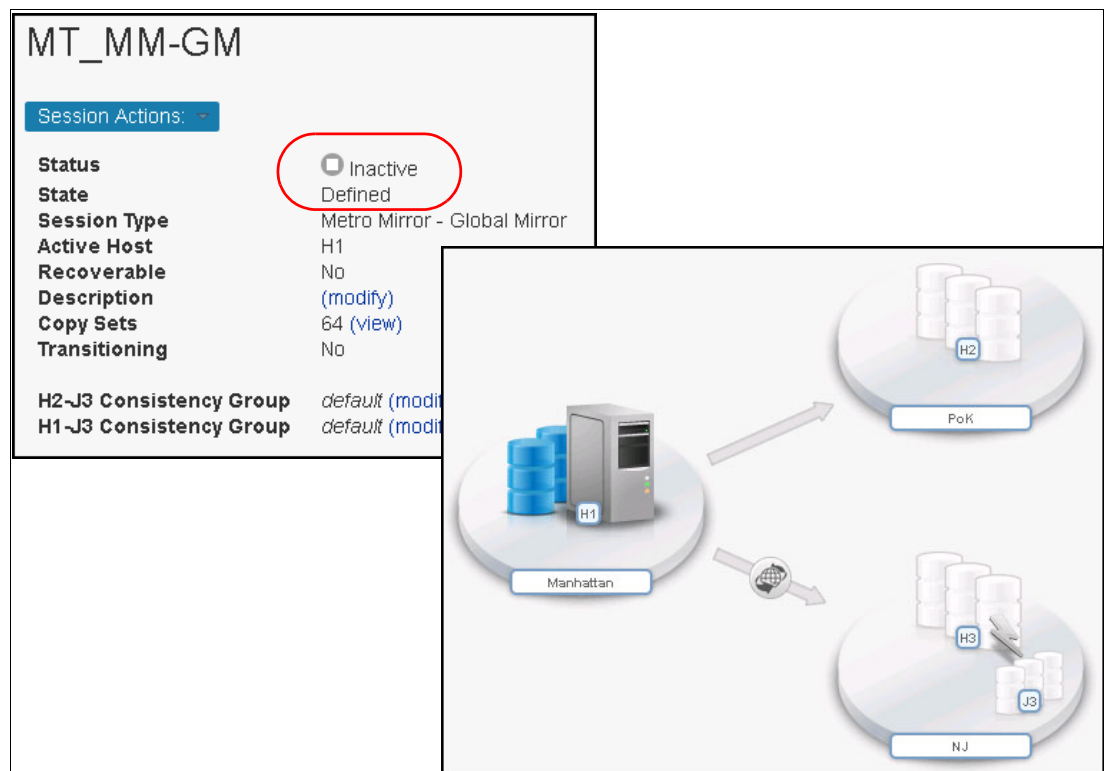 MT_MM-GM
Session Actions:
Status Inactive
State Defined
Session Type Metro Mirror - Global Mirror
Active Host H1
Recoverable No
Description (modify)
Copy Sets 64 (view)
Transitioning No
H2-J3 Consistency Group default (modif
H1-J3 Consistency Group default (modif
H2
PoK
H1
Manhattan
H3
J3
NJ